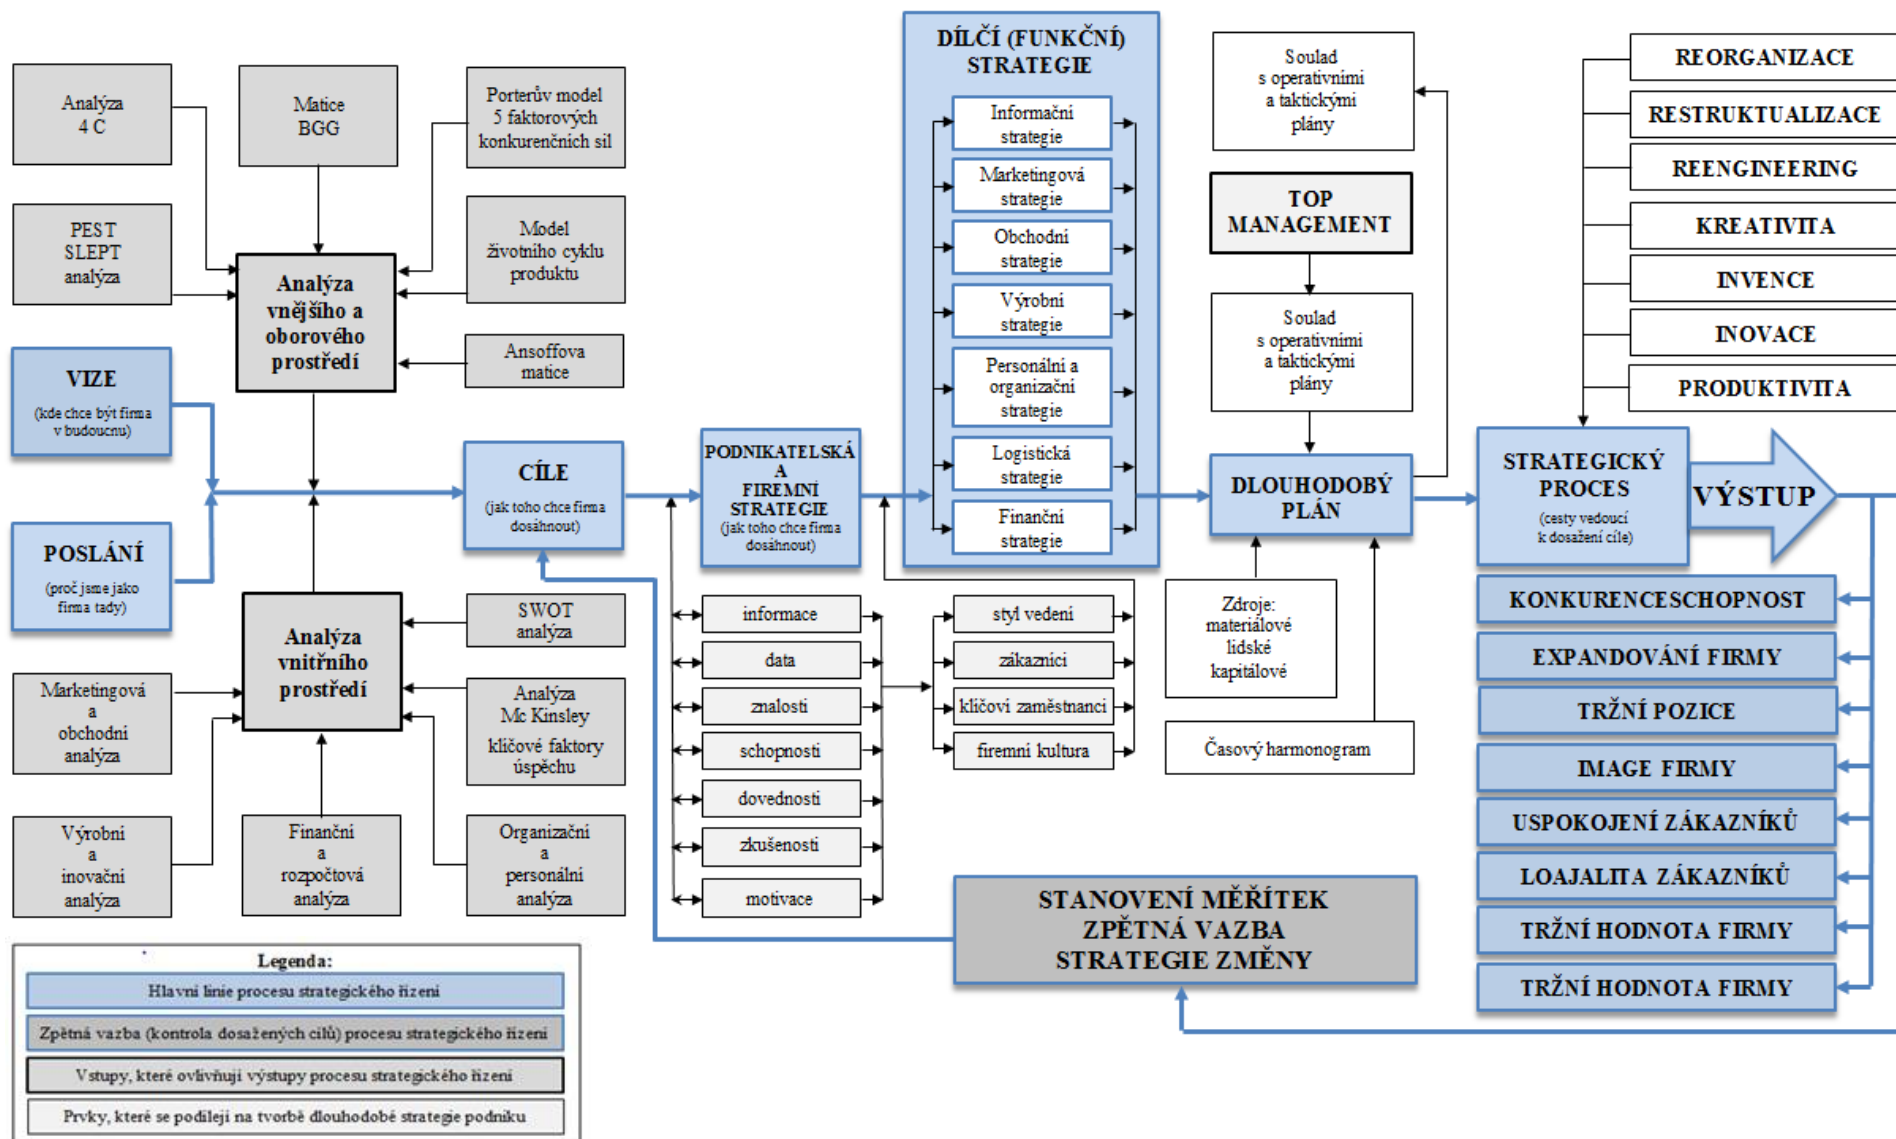 Analýza
4 C
Matice
BGG
Porterův model
5 faktorových
konkurenčních sil
PEST
SLEPT
analýza
Model
životního cyklu
produktu
Analýza
vnějšího a
oborového
prostředí
Ansoffova
matice
VIZE
(kde chce být firma
v budoucnu)
POSLÁNÍ
(proč jsme jako
firma tady)
CÍLE
(jak toho chce firma
dosáhnout)
Analýza
vnitřního
prostředí
SWOT
analýza
Marketingová
a
obchodní
analýza
Analýza
Mc Kinsley
klíčové faktory
úspěchu
Výrobní
a
inovační
analýza
Finanční
a
rozpočtová
analýza
Organizační
a
personální
analýza
PODNIKATELSKÁ
A
FIREMNÍ
STRATEGIE
(jak toho chce firma
dosáhnout)
informace
data
znalosti
schopnosti
dovednosti
zkušenosti
motivace
styl vedení
zákazníci
klíčoví zaměstnanci
firemní kultura
DÍLČÍ (FUNKČNÍ)
STRATEGIE
Informační
strategie
Marketingová
strategie
Obchodní
strategie
Výrobní
strategie
Personální a
organizační
strategie
Logistická
strategie
Finanční
strategie
Soulad
s operativními
a taktickými
plány
TOP
MANAGEMENT
Soulad
s operativními
a taktickými
plány
DLOUHODOBÝ
PLÁN
Zdroje:
materiálové
lidské
kapitálové
Časový harmonogram
REORGANIZACE
RESTRUKTUALIZACE
REENGINEERING
KREATIVITA
INVENCE
INOVACE
PRODUKTIVITA
STRATEGICKÝ
PROCES
(cesty vedoucí
k dosažení cíle)
VÝSTUP
KONKURENCESCHOPNOST
EXPANDOVÁNÍ FIRMY
TRŽNÍ POZICE
IMAGE FIRMY
USPOKOJENÍ ZÁKAZNÍKŮ
LOAJALITA ZÁKAZNÍKŮ
TRŽNÍ HODNOTA FIRMY
TRŽNÍ HODNOTA FIRMY
STANOVENÍ MĚŘÍTEK
ZPĚTNÁ VAZBA
STRATEGIE ZMĚNY
Legenda:
Hlavní linie procesu strategického řízení
Zpětná vazba (kontrola dosažených cílů) procesu strategického řízení
Vstupy, které ovlivňují výstupy procesu strategického řízení
Prvky, které se podílejí na tvorbě dlouhodobé strategie podniku